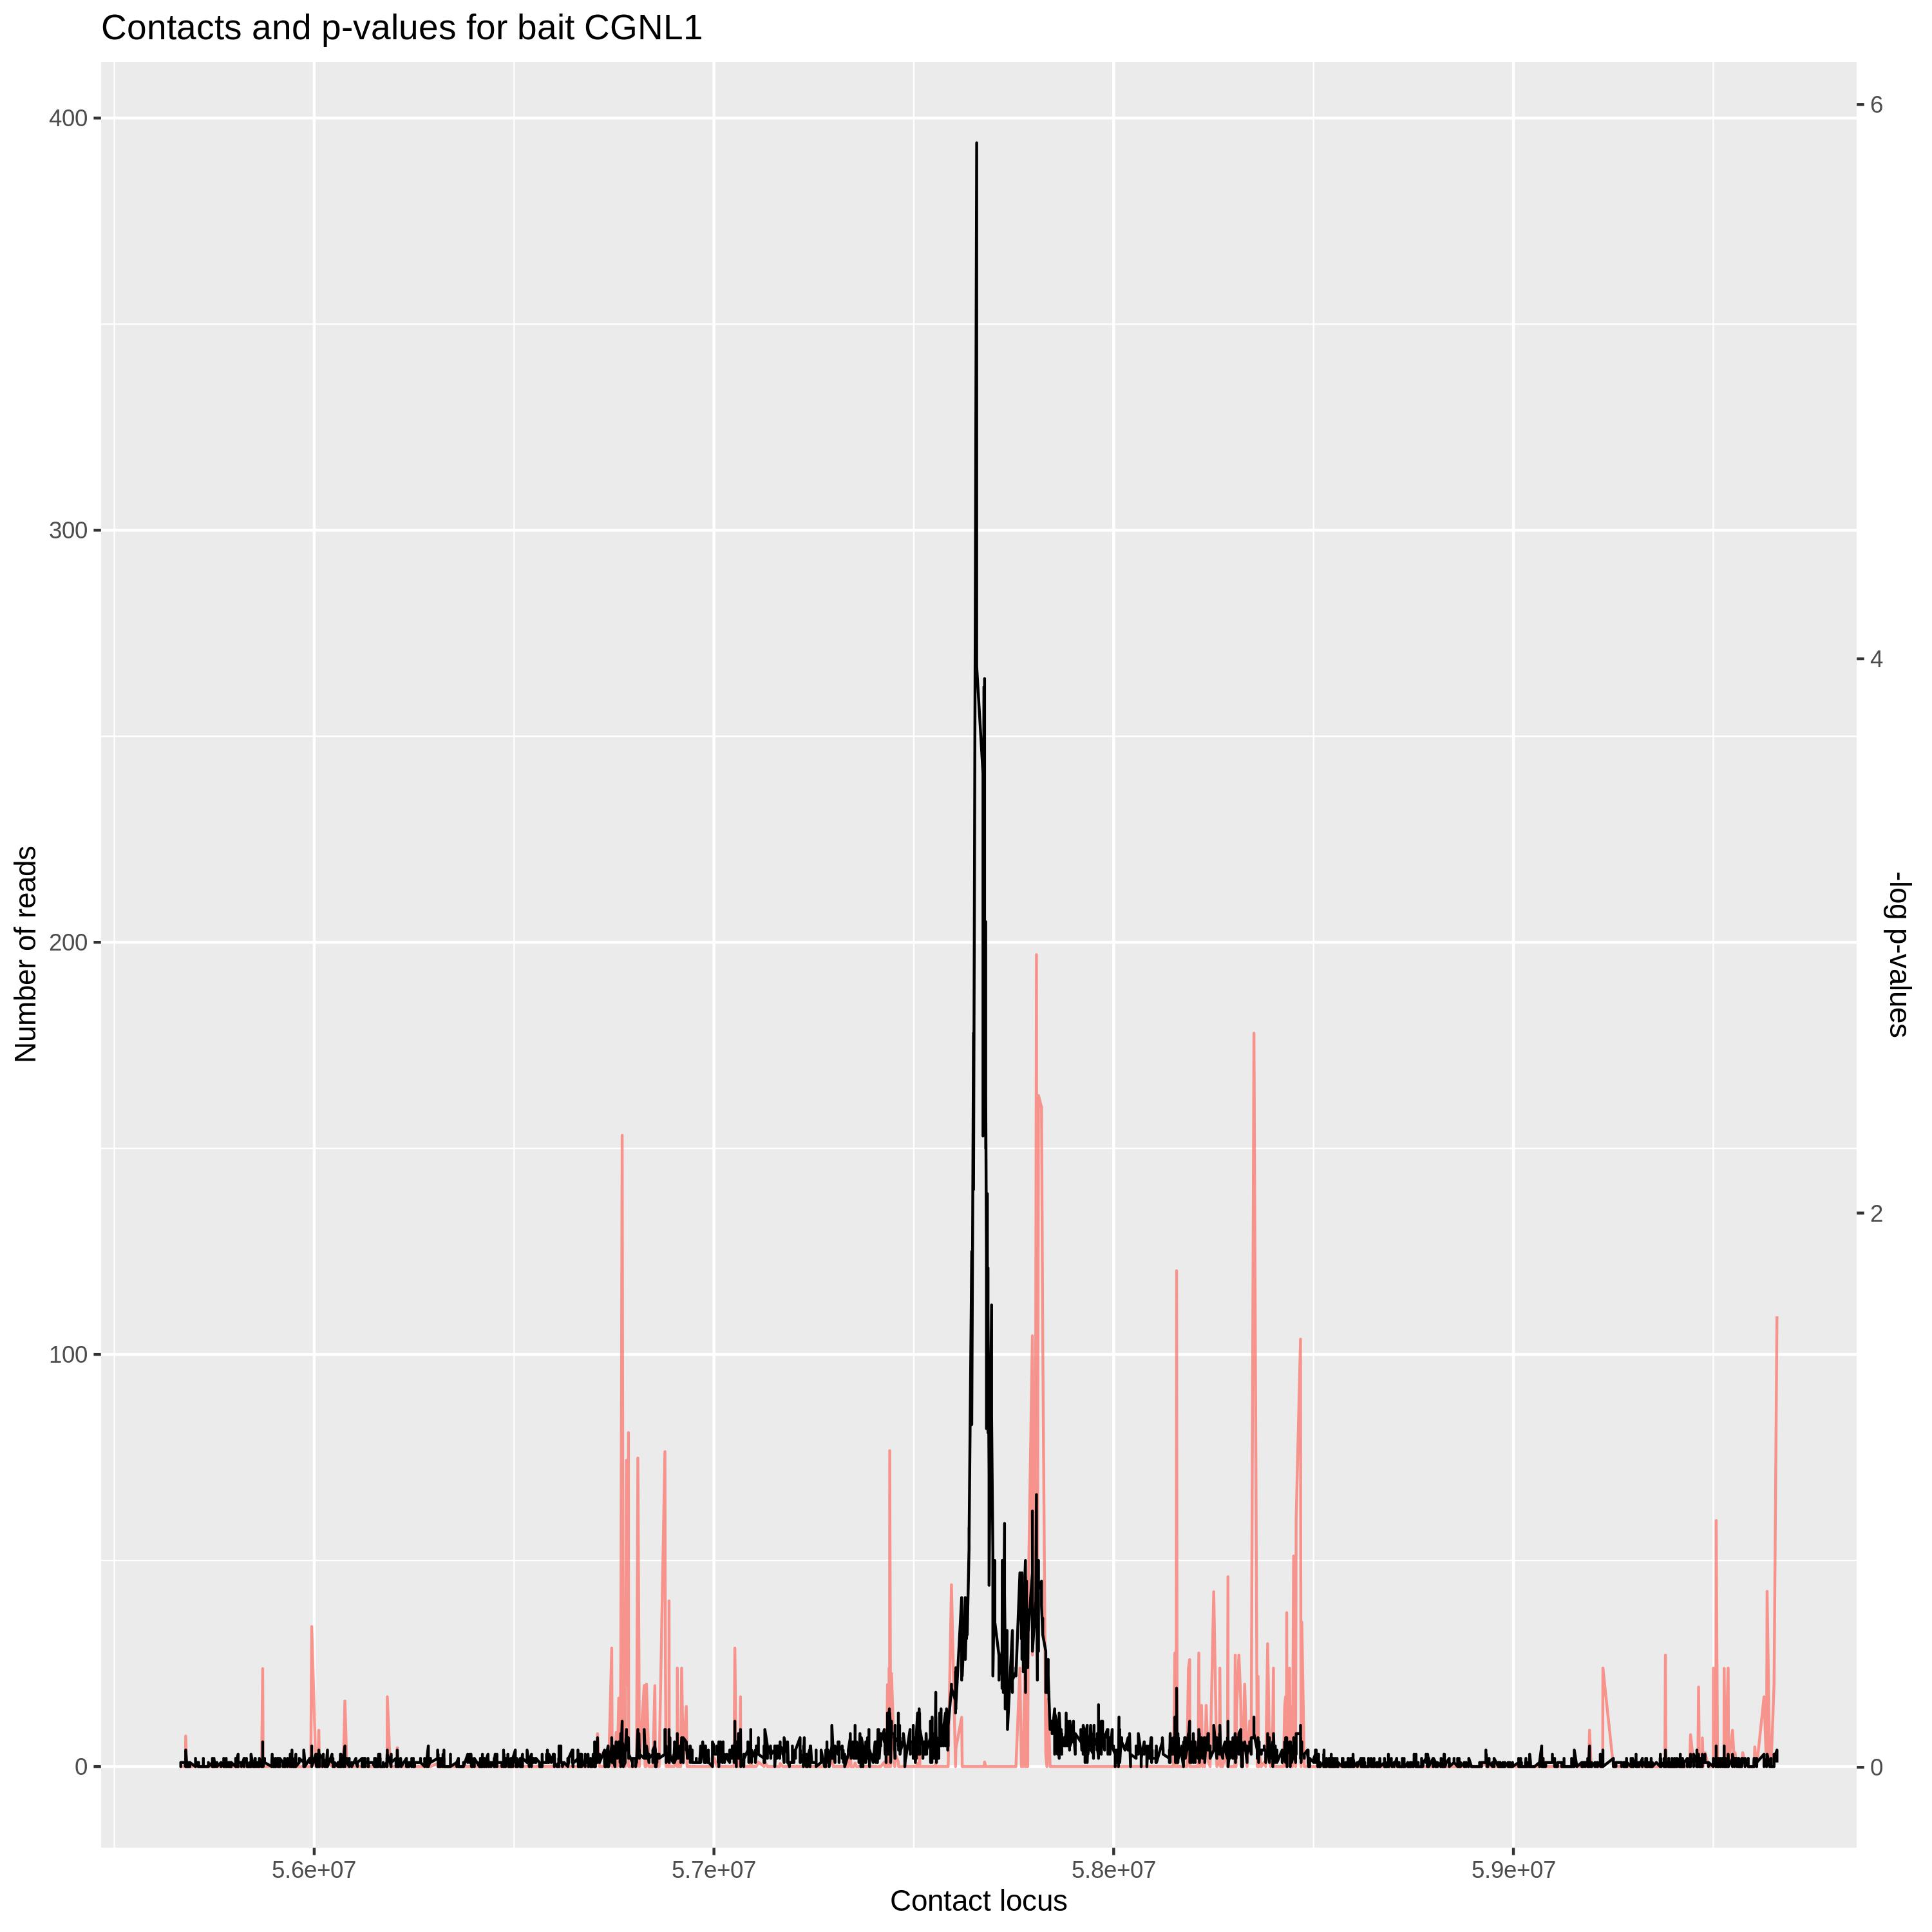 Contacts and p-values for bait CGNL1
400
300
200
100
0
Number of reads
6
4
2
0
-log p-values
5.6e+07 5.7e+07 5.8e+07 5.9e+07
Contact locus